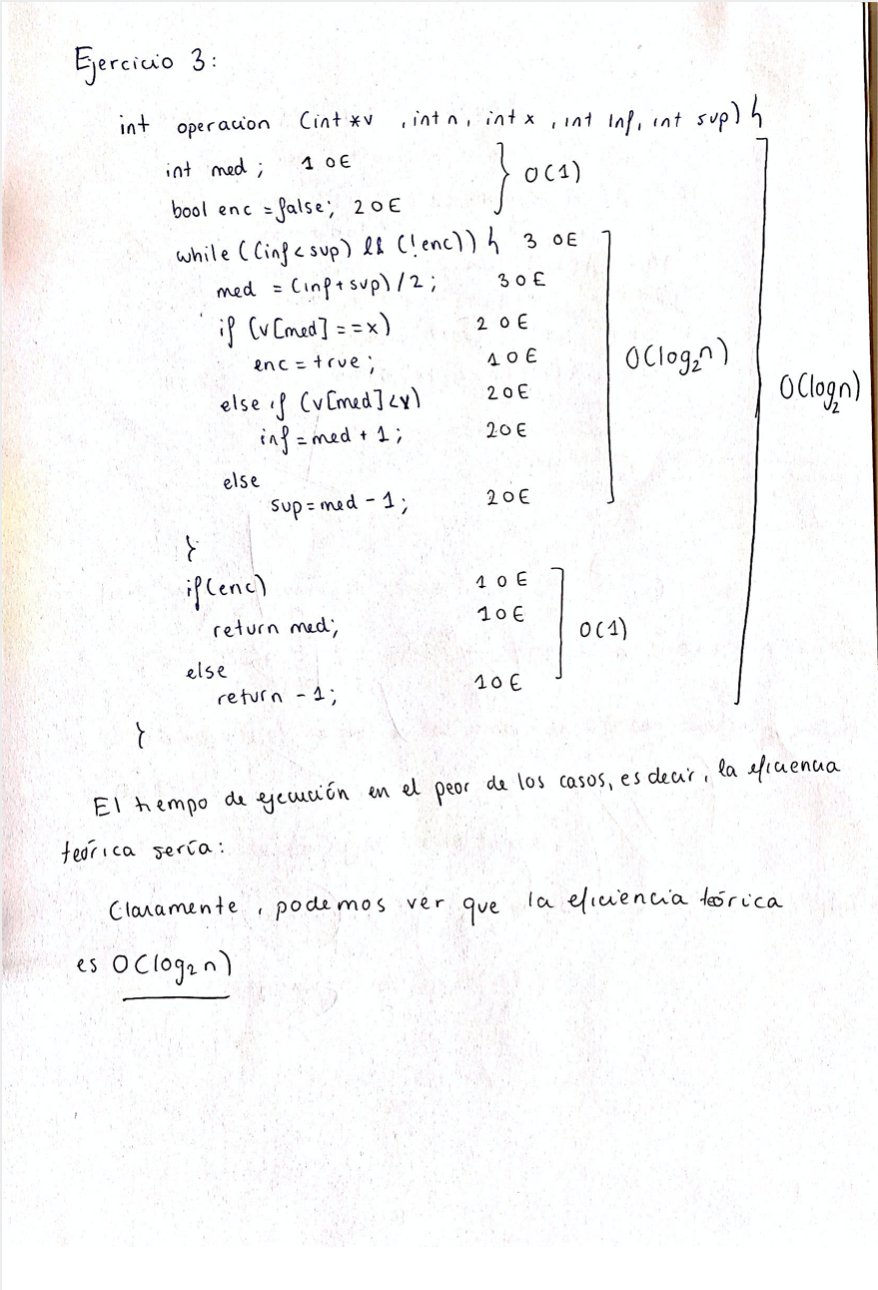 Ejercicio 3:
int operacion (int *v , int n, int x , int inf, int sup) {
int med ; 1 OE
} O(1)
bool enc = false; 2 OE
while ((inf < sup) && (!enc)) { 3 OE
med = (inf + sup) / 2 ; 3 OE
if (v[med] == x) 2 OE
enc = true ; 1 OE
O(log₂n)
O(log₂n)
else if (v[med] < x) 2 OE
inf = med + 1 ; 2 OE
else
sup = med - 1 ; 2 OE
}
if (enc) 1 OE
return med; 1 OE
O(1)
else
return - 1 ; 1 OE
}
El tiempo de ejecución en el peor de los casos, es decir, la eficiencia
teórica sería:
Claramente, podemos ver que la eficiencia teórica
es O(log₂ n)